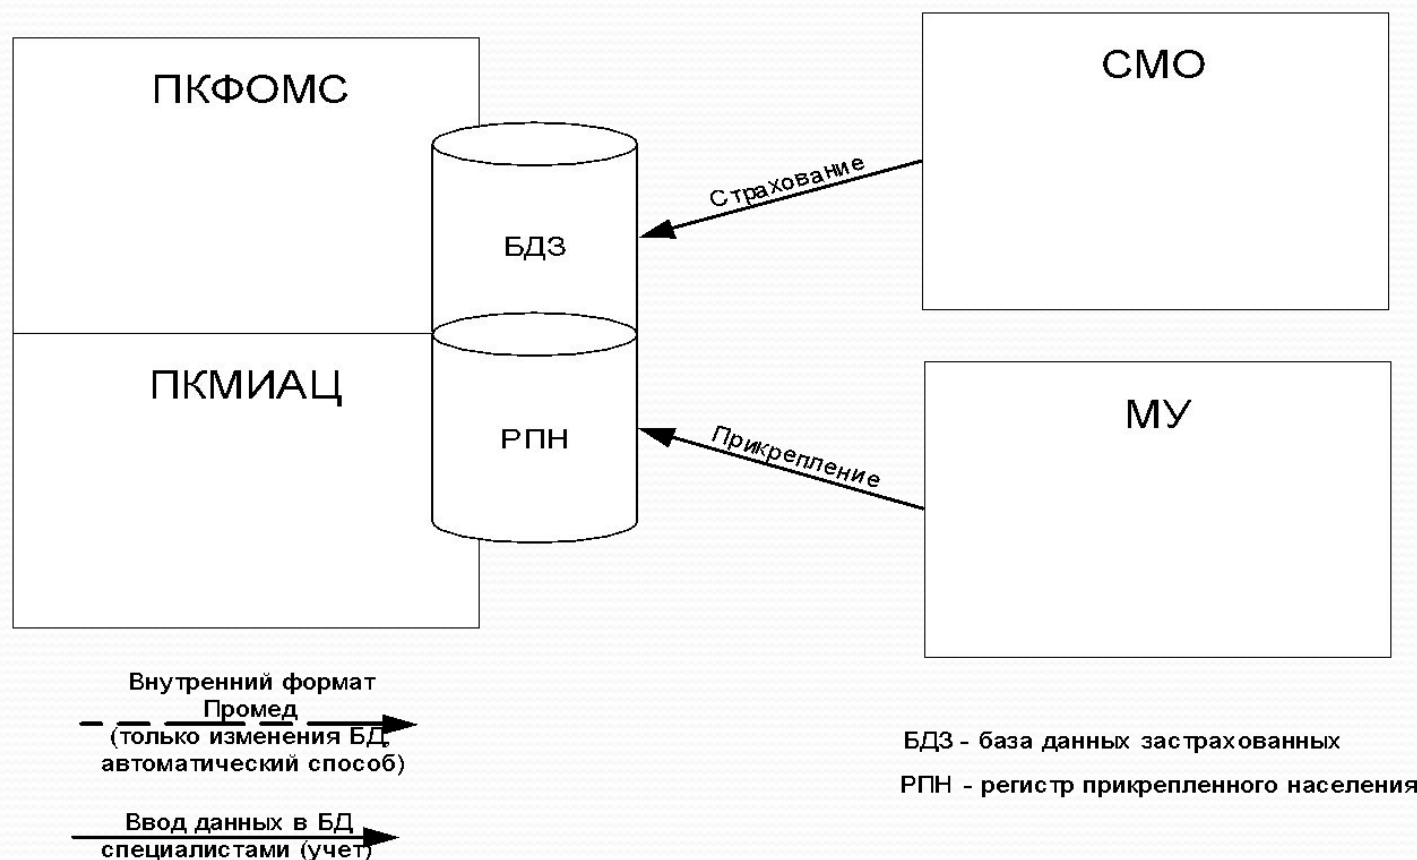 ПКФОМС
СМО
Страхование
БДЗ
ПКМИАЦ
МУ
РПН
Прикрепление
Внутренний формат
Промед
(только изменения БД,
автоматический способ)
БДЗ - база данных застрахованных
РПН - регистр прикрепленного населения
Ввод данных в БД
специалистами (учет)